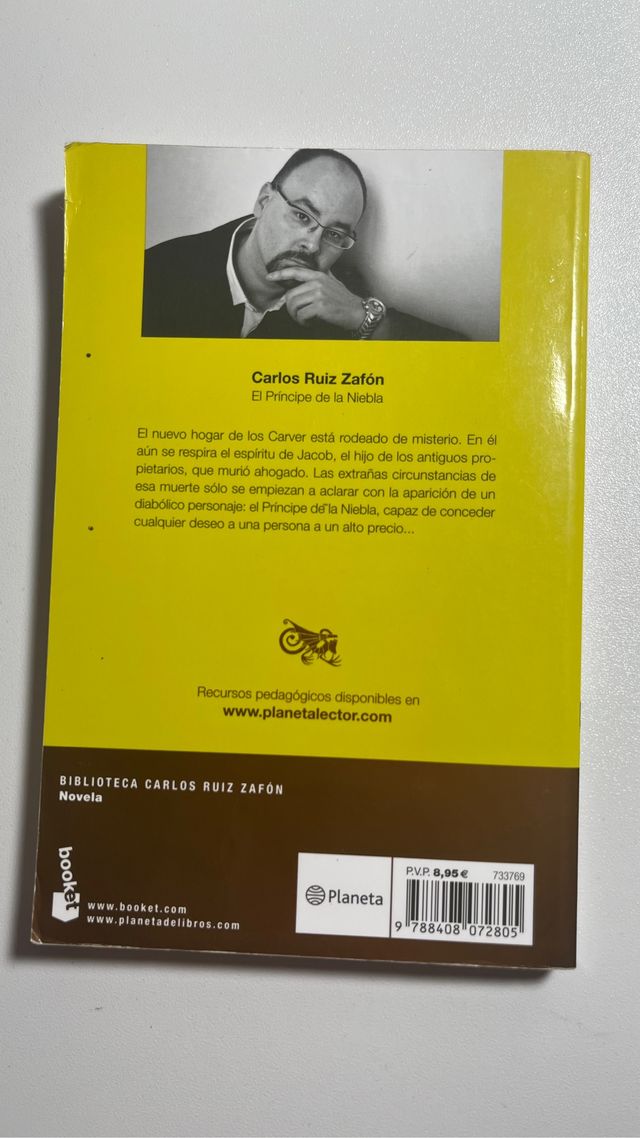 Carlos Ruiz Zafón
El Príncipe de la Niebla
El nuevo hogar de los Carver está rodeado de misterio. En él
aún se respira el espíritu de Jacob, el hijo de los antiguos pro-
pietarios, que murió ahogado. Las extrañas circunstancias de
esa muerte sólo se empiezan a aclarar con la aparición de un
diabólico personaje: el Príncipe de la Niebla, capaz de conceder
cualquier deseo a una persona a un alto precio...
Recursos pedagógicos disponibles en
www.planetalector.com
BIBLIOTECA CARLOS RUIZ ZAFÓN
Novela
booket
www.booket.com
www.planetadelibros.com
Planeta
P.V.P. 8,95 € 733769
9 788408 072805